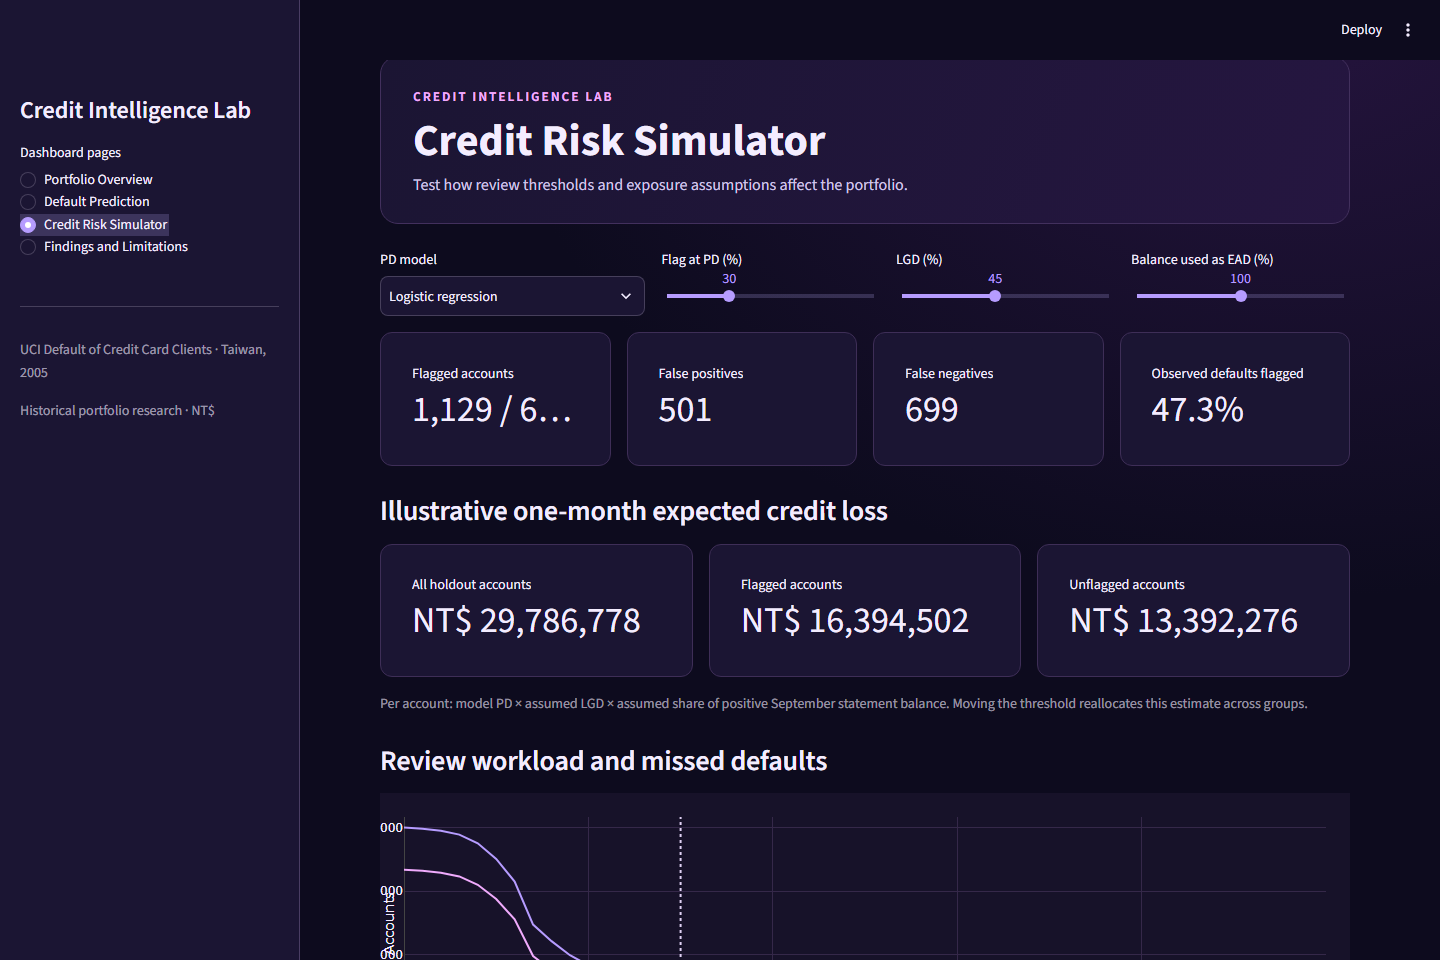 Deploy
Credit Intelligence Lab
Dashboard pages
Portfolio Overview
Default Prediction
Credit Risk Simulator
Findings and Limitations
UCI Default of Credit Card Clients · Taiwan,
2005
Historical portfolio research · NT$
CREDIT INTELLIGENCE LAB
Credit Risk Simulator
Test how review thresholds and exposure assumptions affect the portfolio.
PD model
Logistic regression
Flag at PD (%)
30
LGD (%)
45
Balance used as EAD (%)
100
Flagged accounts
1,129 / 6…
False positives
501
False negatives
699
Observed defaults flagged
47.3%
Illustrative one-month expected credit loss
All holdout accounts
NT$ 29,786,778
Flagged accounts
NT$ 16,394,502
Unflagged accounts
NT$ 13,392,276
Per account: model PD × assumed LGD × assumed share of positive September statement balance. Moving the threshold reallocates this estimate across groups.
Review workload and missed defaults
000
000
000
Accounts